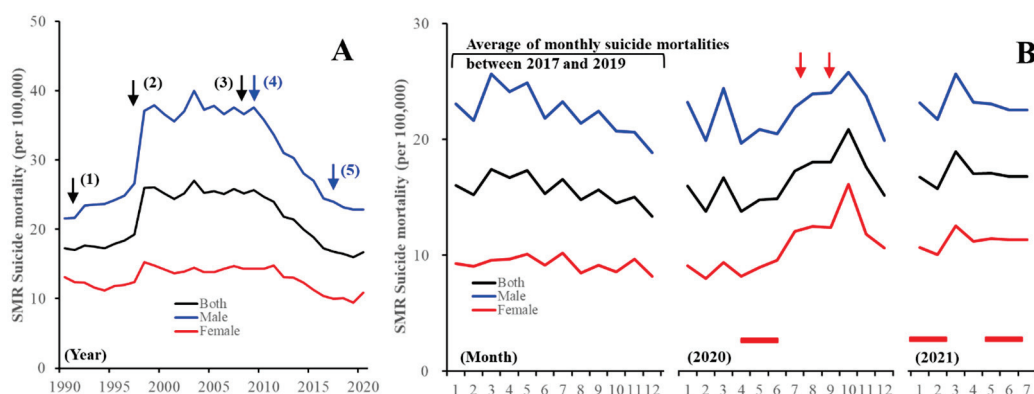 SMR Suicide mortality (per 100,000)
50
40
30
20
10
0
A
(1)
(2)
(3)
(4)
(5)
Both
Male
Female
(Year)
1990 1995 2000 2005 2010 2015 2020
SMR Suicide mortality (per 100,000)
30
20
10
0
B
Average of monthly suicide mortalities
between 2017 and 2019
Both
Male
Female
(Month)
(2020)
(2021)
1 2 3 4 5 6 7 8 9 10 11 12
1 2 3 4 5 6 7 8 9 10 11 12
1 2 3 4 5 6 7